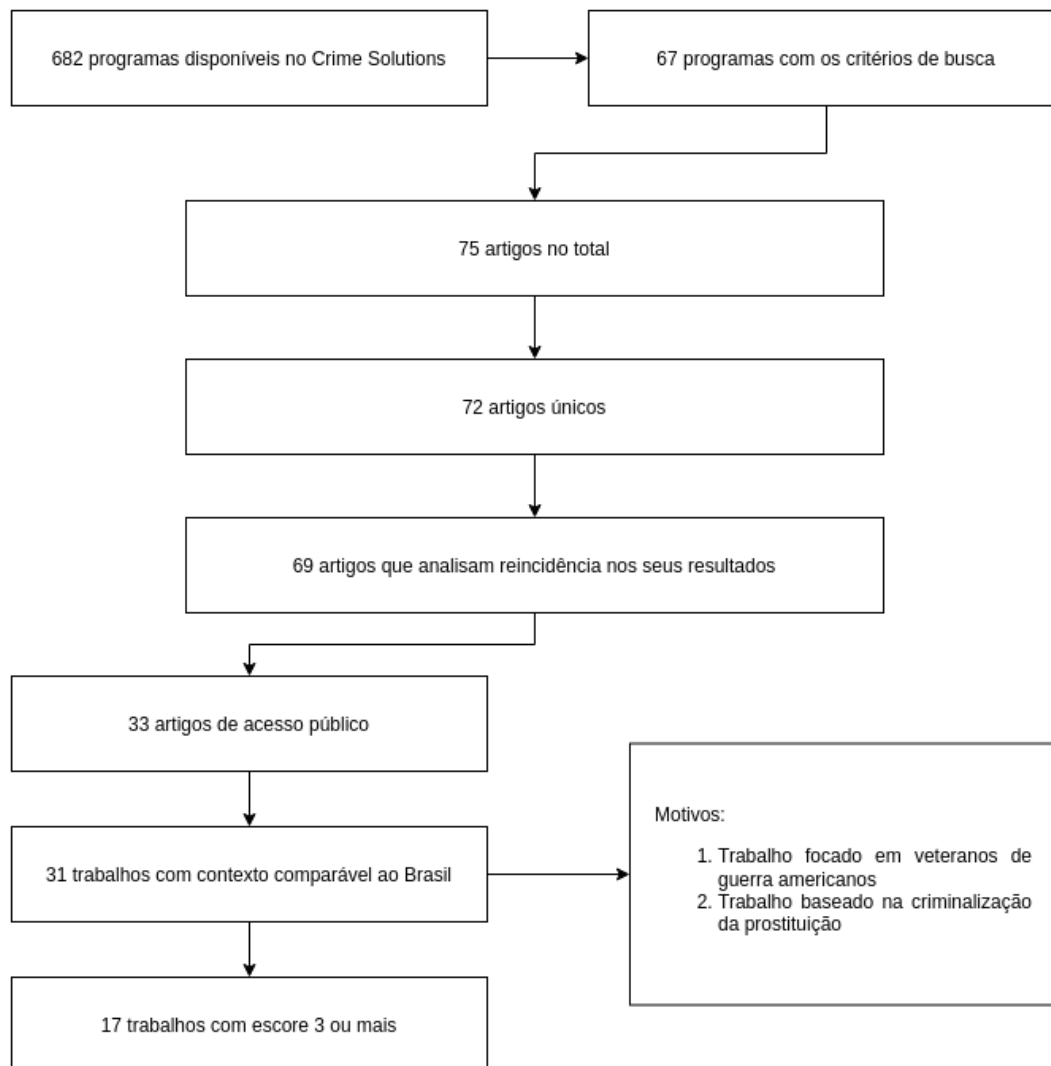 682 programas disponíveis no Crime Solutions
67 programas com os critérios de busca
75 artigos no total
72 artigos únicos
69 artigos que analisam reincidência nos seus resultados
33 artigos de acesso público
31 trabalhos com contexto comparável ao Brasil
Motivos:
1. Trabalho focado em veteranos de
guerra americanos
2. Trabalho baseado na criminalização
da prostituição
17 trabalhos com escore 3 ou mais